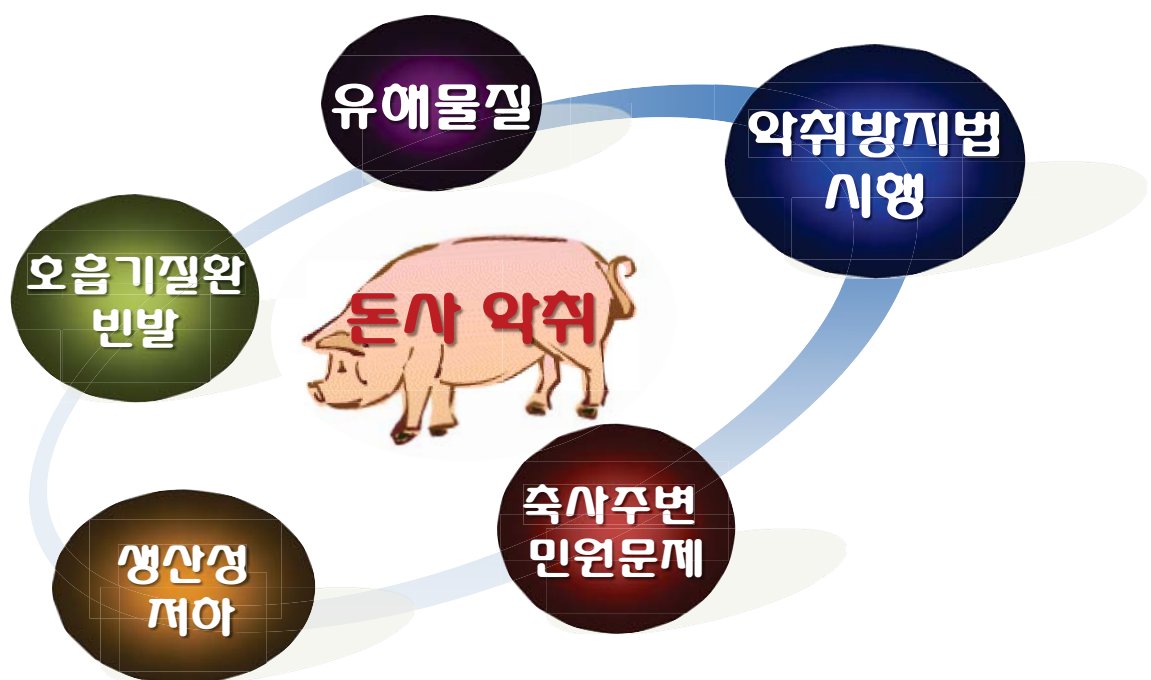 유해물질
악취방지법
시행
호흡기질환
빈발
돈사 악취
축사주변
민원문제
생산성
저하